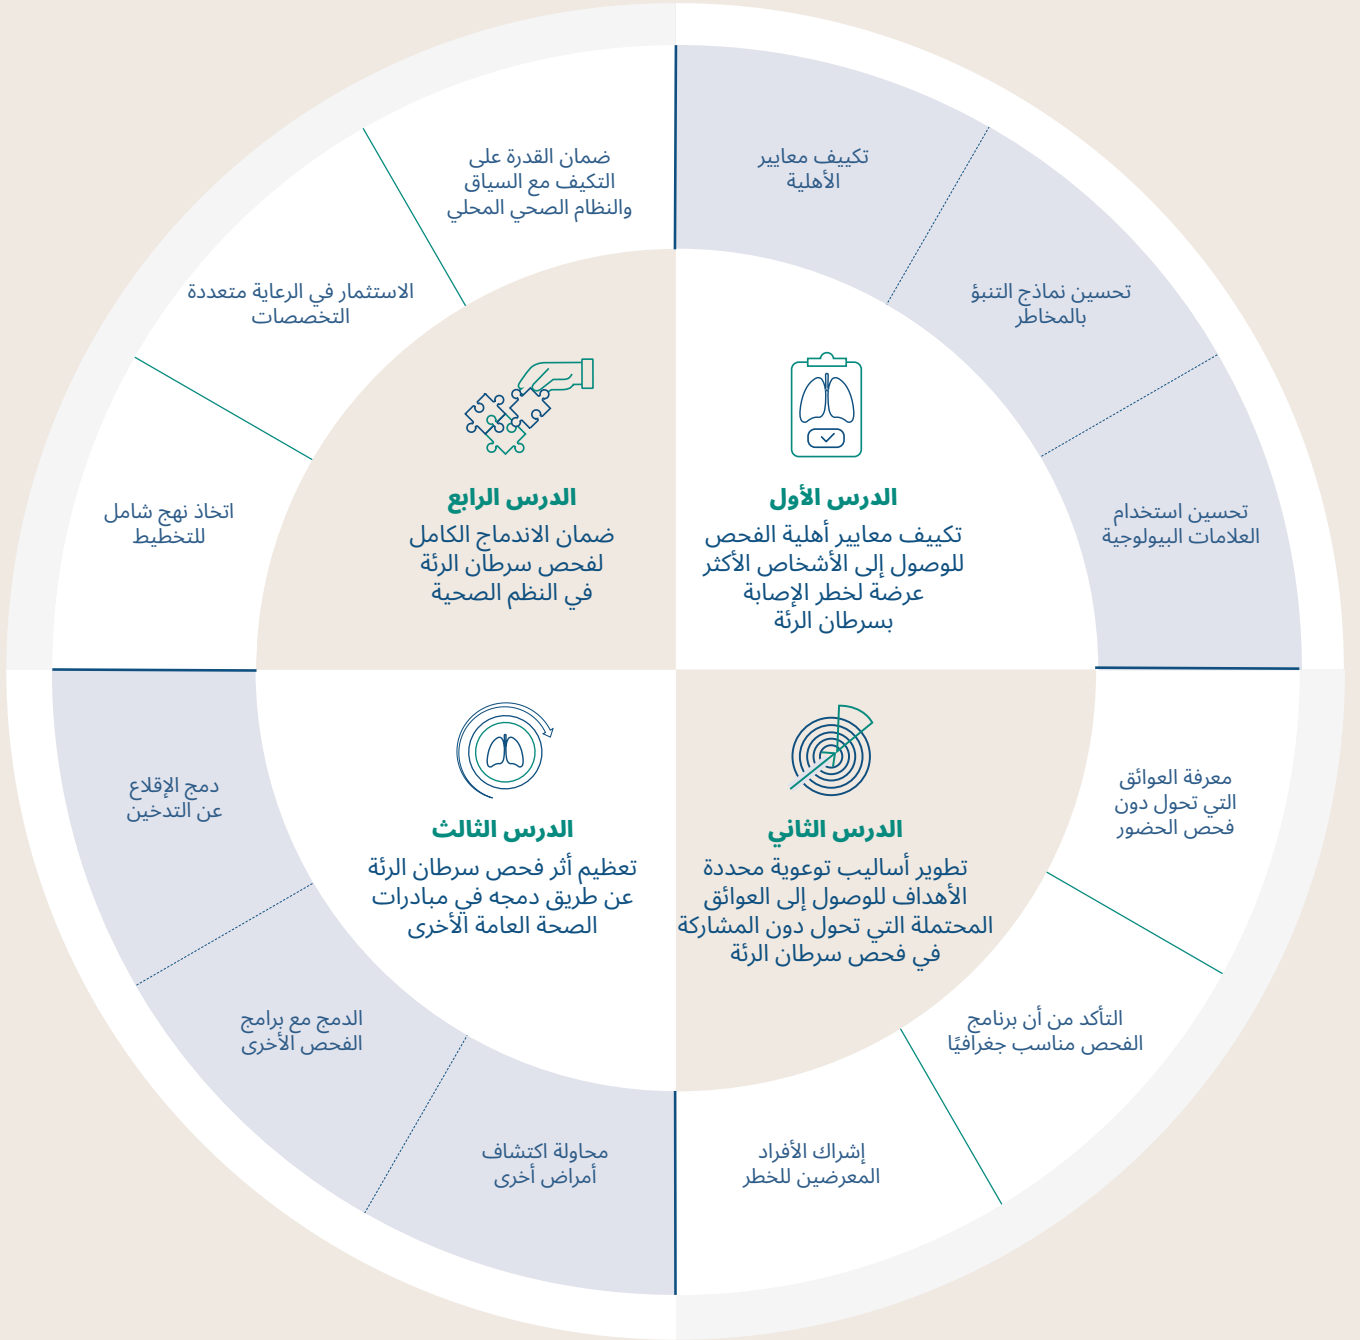 الدرس الأول
تكييف معايير أهلية الفحص
للوصول إلى الأشخاص الأكثر
عرضة لخطر الإصابة
بسرطان الرئة
تكييف معايير
الأهلية
تحسين نماذج التنبؤ
بالمخاطر
تحسين استخدام
العلامات البيولوجية
الدرس الثاني
تطوير أساليب توعوية محددة
الأهداف للوصول إلى العوائق
المحتملة التي تحول دون المشاركة
في فحص سرطان الرئة
معرفة العوائق
التي تحول دون
فحص الحضور
التأكد من أن برنامج
الفحص مناسب جغرافيًا
إشراك الأفراد
المعرضين للخطر
الدرس الثالث
تعظيم أثر فحص سرطان الرئة
عن طريق دمجه في مبادرات
الصحة العامة الأخرى
محاولة اكتشاف
أمراض أخرى
الدمج مع برامج
الفحص الأخرى
دمج الإقلاع
عن التدخين
الدرس الرابع
ضمان الاندماج الكامل
لفحص سرطان الرئة
في النظم الصحية
اتخاذ نهج شامل
للتخطيط
الاستثمار في الرعاية متعددة
التخصصات
ضمان القدرة على
التكيف مع السياق
والنظام الصحي المحلي